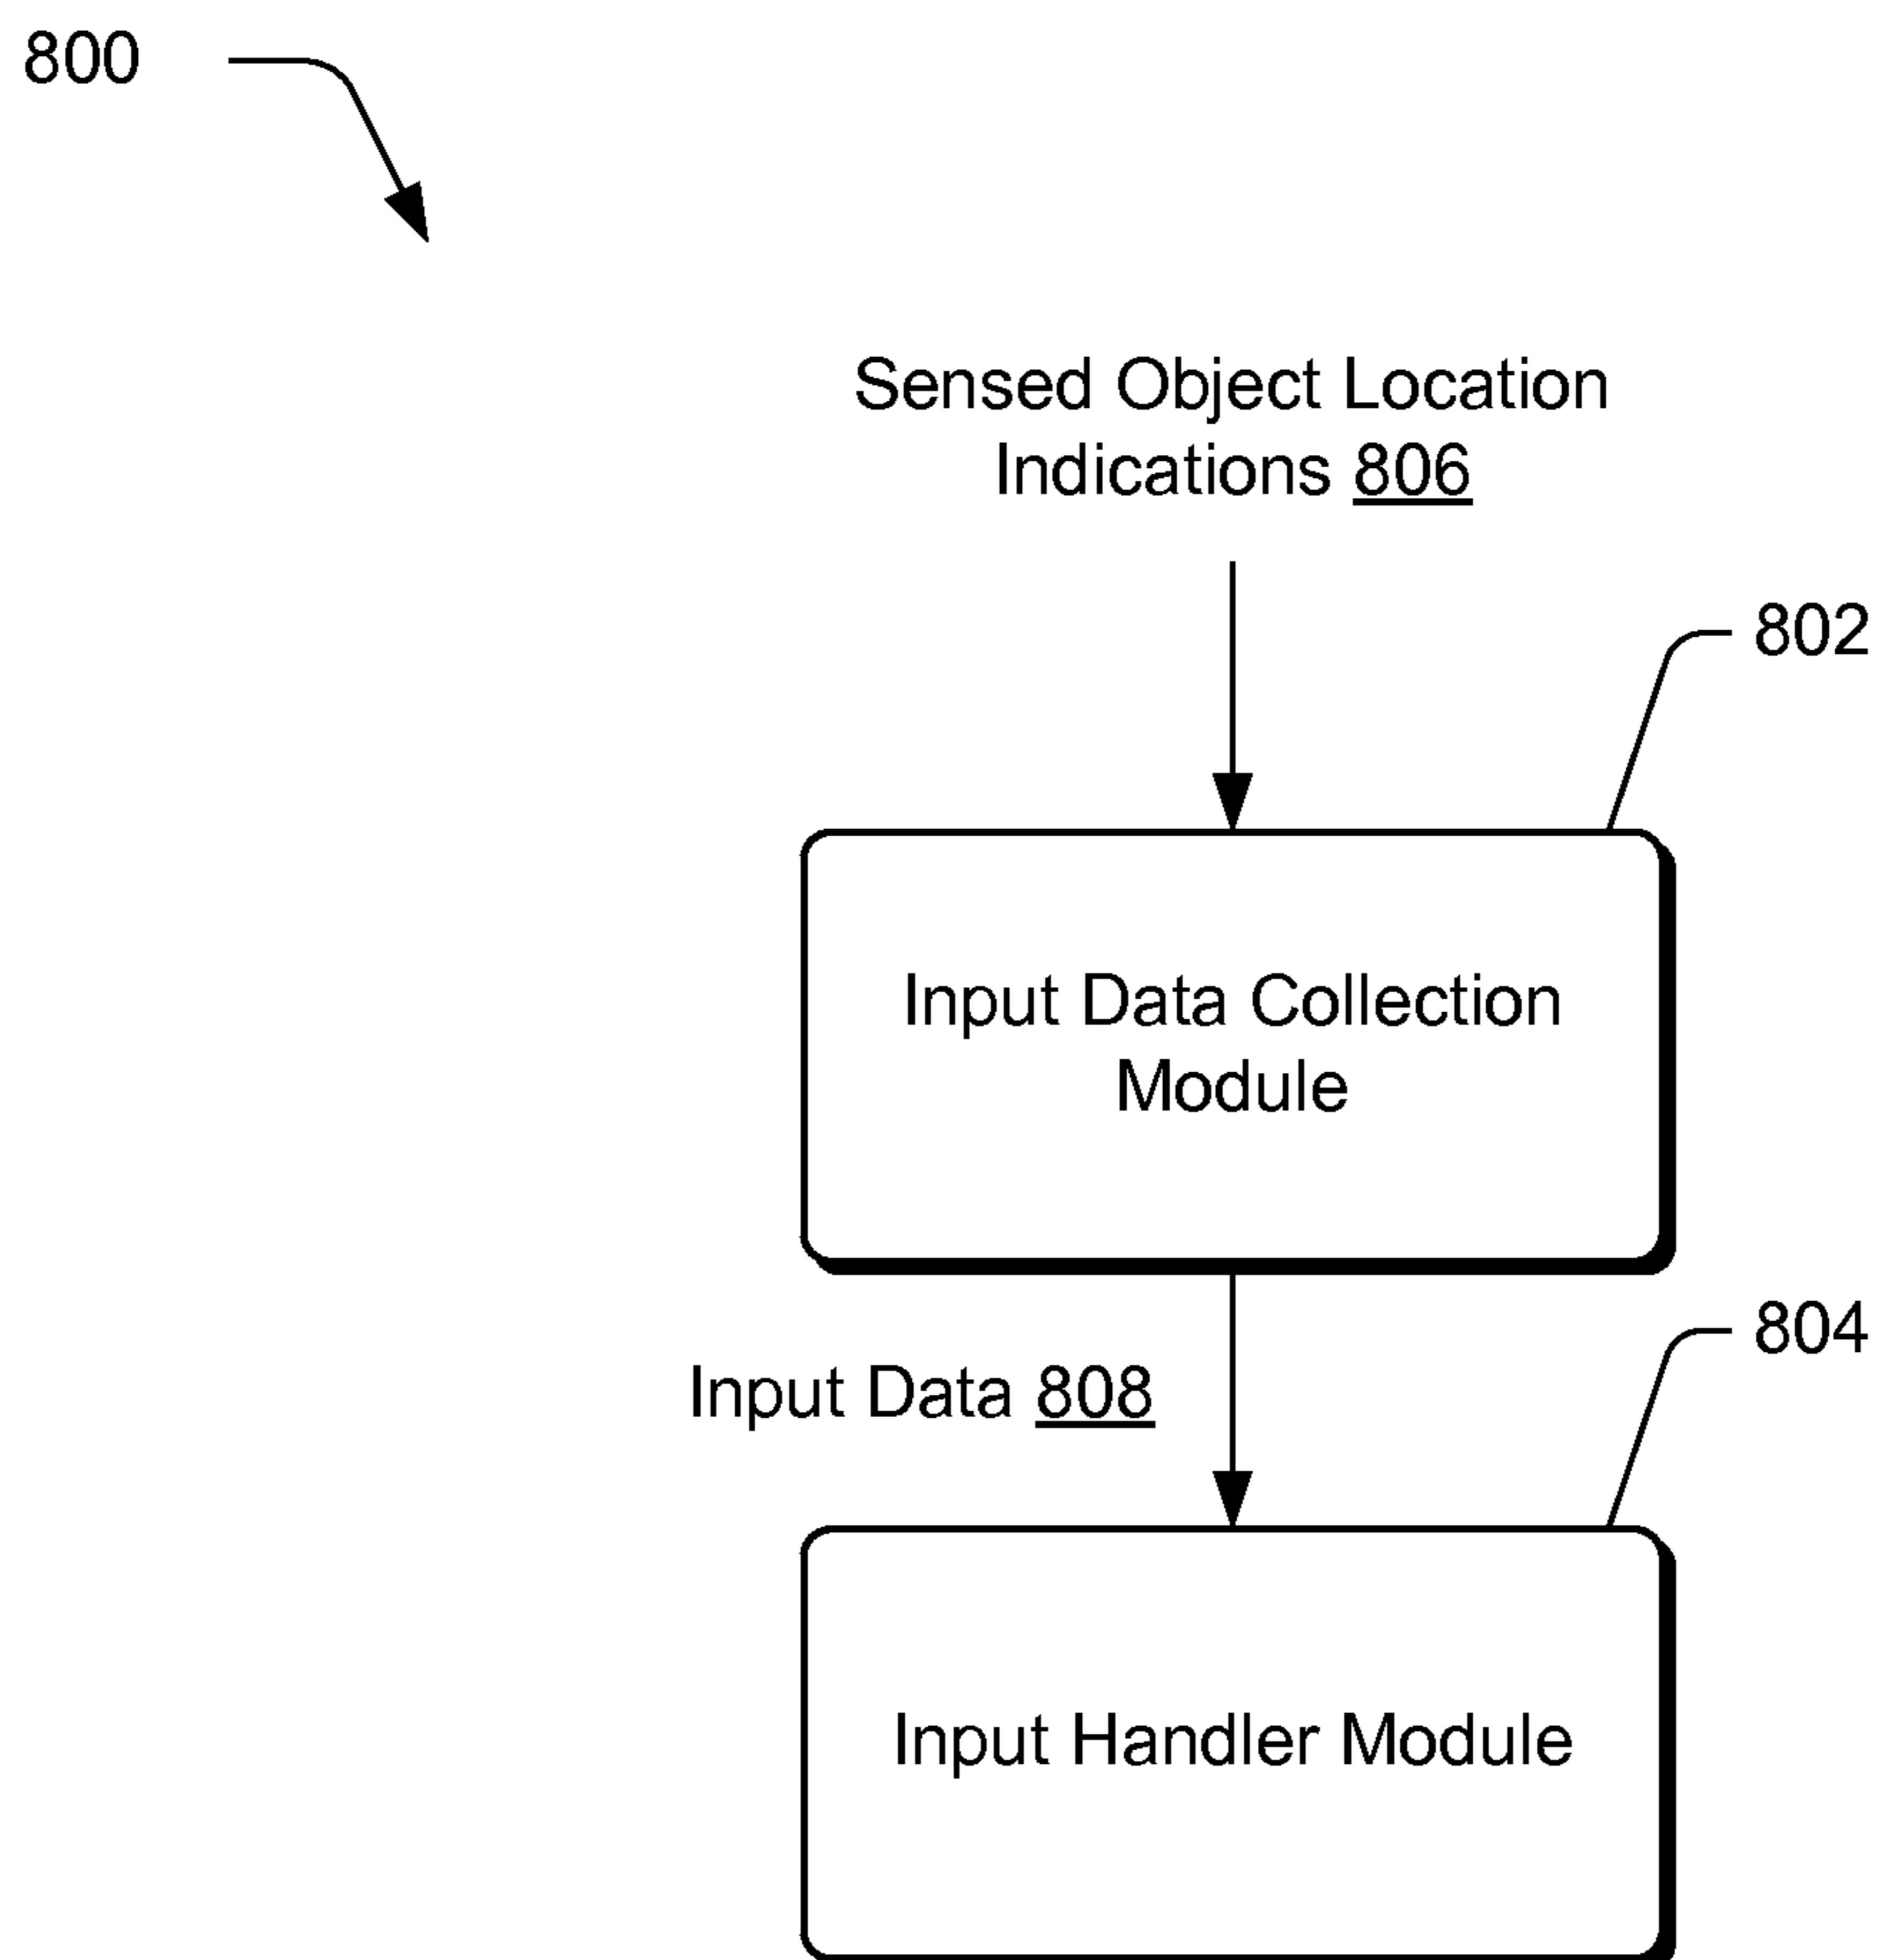 800
Sensed Object Location
Indications 806
802
Input Data Collection
Module
804
Input Data 808
Input Handler Module